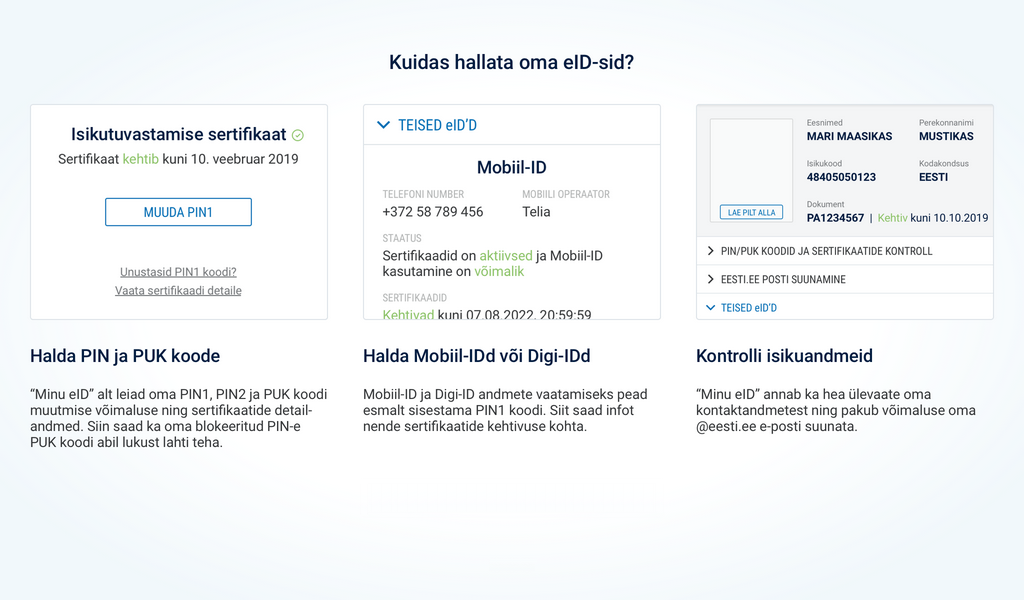 Kuidas hallata oma eID-sid?
Isikutuvastamise sertifikaat
Sertifikaat kehtib kuni 10. veebruar 2019
MUUDA PIN1
Unustasid PIN1 koodi?
Vaata sertifikaadi detaile
Halda PIN ja PUK koode
“Minu eID” alt leiad oma PIN1, PIN2 ja PUK koodi
muutmise võimaluse ning sertifikaatide detail-
andmed. Siin saad ka oma blokeeritud PIN-e
PUK koodi abil lukust lahti teha.
TEISED eID’D
Mobiil-ID
TELEFONI NUMBER MOBIILI OPERAATOR
+372 58 789 456 Telia
STAATUS
Sertifikaadid on aktiivsed ja Mobiil-ID
kasutamine on võimalik
SERTIFIKAADID
Kehtivad kuni 07.08.2022, 20:59:59
Halda Mobiil-IDd või Digi-IDd
Mobiil-ID ja Digi-ID andmete vaatamiseks pead
esmalt sisestama PIN1 koodi. Siit saad infot
nende sertifikaatide kehtivuse kohta.
LAE PILT ALLA
Eesnimed Perekonnanimi
MARI MAASIKAS MUSTIKAS
Isikukood Kodakondsus
48405050123 EESTI
Dokument
PA1234567 | Kehtiv kuni 10.10.2019
PIN/PUK KOODID JA SERTIFIKAATIDE KONTROLL
EESTI.EE POSTI SUUNAMINE
TEISED eID’D
Kontrolli isikuandmeid
“Minu eID” annab ka hea ülevaate oma
kontaktandmetest ning pakub võimaluse oma
@eesti.ee e-posti suunata.